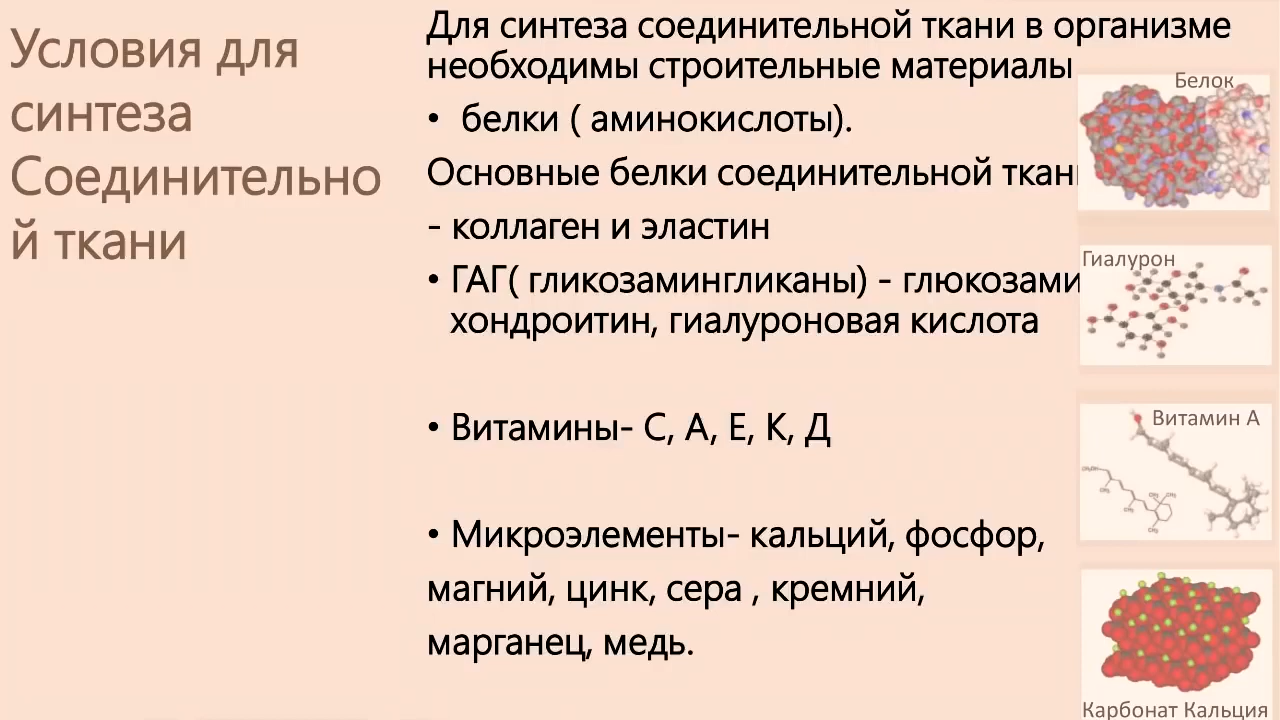 Условия для
синтеза
Соединительно
й ткани
Для синтеза соединительной ткани в организме
необходимы строительные материалы
• белки ( аминокислоты).
Основные белки соединительной ткан
- коллаген и эластин
• ГАГ( гликозамингликаны) - глюкозами
хондроитин, гиалуроновая кислота
• Витамины- С, А, Е, К, Д
• Микроэлементы- кальций, фосфор,
магний, цинк, сера , кремний,
марганец, медь.
Белок
Гиалурон
Витамин А
Карбонат Кальция